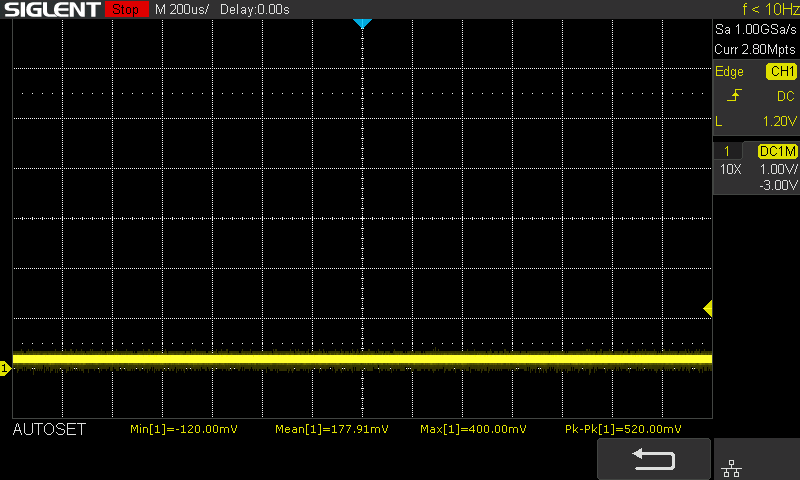 SIGLENT Stop M 200us/ Delay:0.00s f < 10Hz
Sa 1.00GSa/s
Curr 2.80Mpts
Edge CH1
DC
L 1.20V
1 DC1M
10X 1.00V/
-3.00V
1
AUTOSET Min[1]=-120.00mV Mean[1]=177.91mV Max[1]=400.00mV Pk-Pk[1]=520.00mV